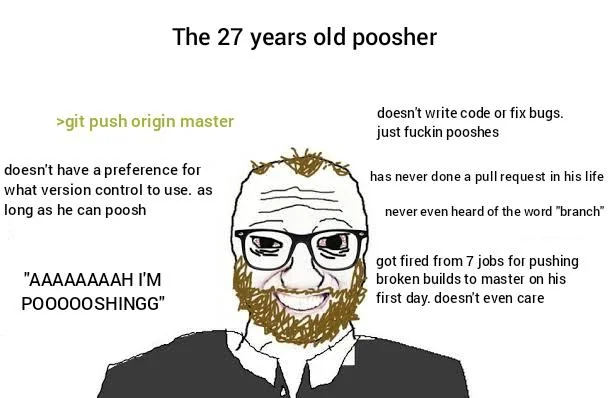 The 27 years old poosher
>git push origin master
doesn't write code or fix bugs.
just fuckin pooshes
doesn't have a preference for
what version control to use. as
long as he can poosh
has never done a pull request in his life
never even heard of the word "branch"
"AAAAAAAAH I'M
POOOOOSHINGG"
got fired from 7 jobs for pushing
broken builds to master on his
first day. doesn't even care